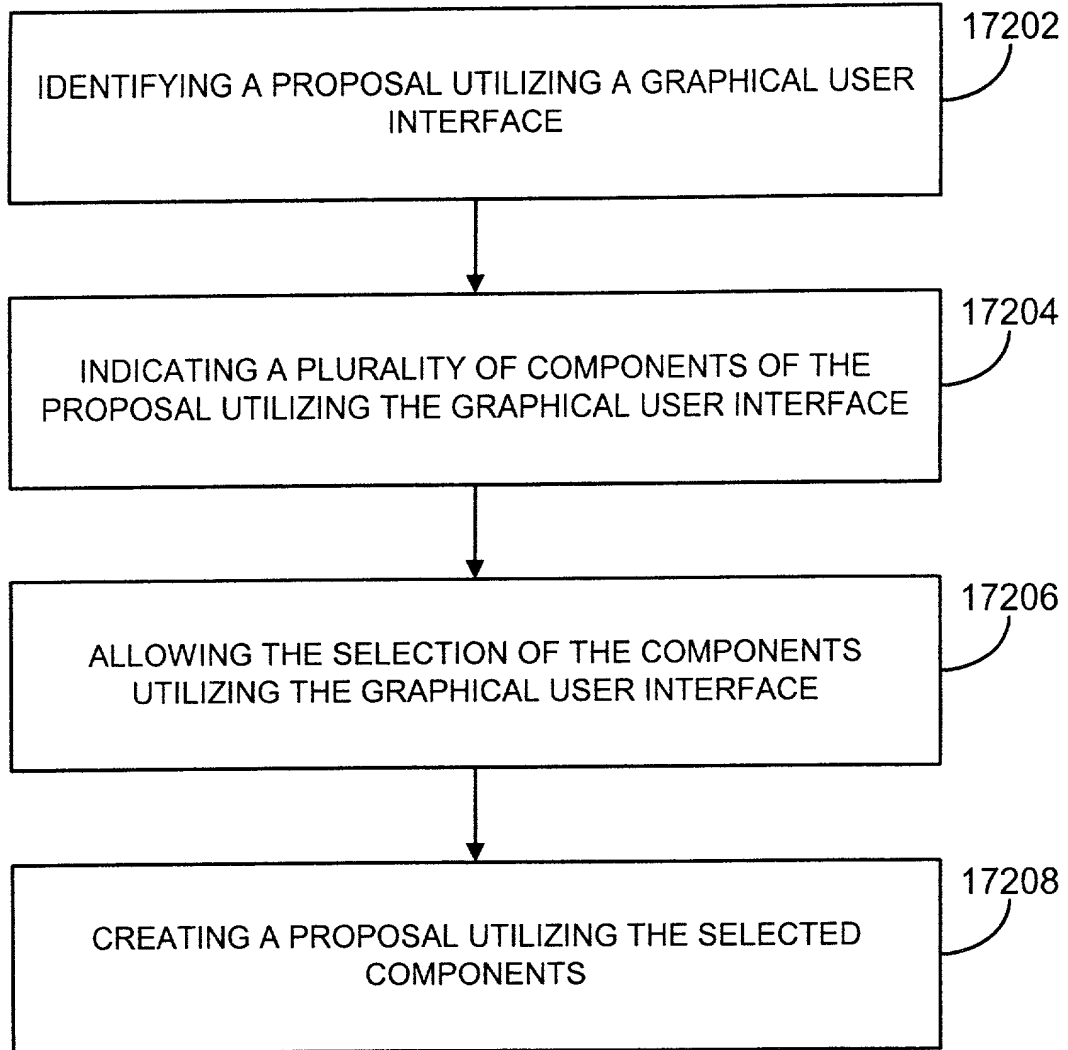 17202
IDENTIFYING A PROPOSAL UTILIZING A GRAPHICAL USER
INTERFACE
17204
INDICATING A PLURALITY OF COMPONENTS OF THE
PROPOSAL UTILIZING THE GRAPHICAL USER INTERFACE
17206
ALLOWING THE SELECTION OF THE COMPONENTS
UTILIZING THE GRAPHICAL USER INTERFACE
17208
CREATING A PROPOSAL UTILIZING THE SELECTED
COMPONENTS